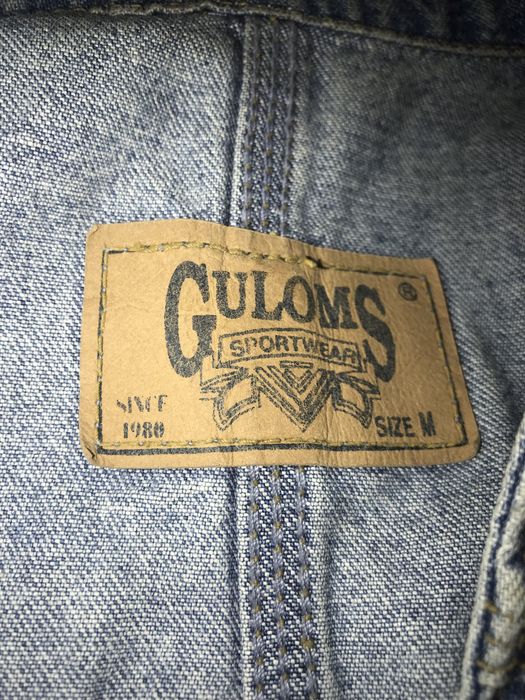 GULOMS ®
SPORTWEAR
SINCE
1980
SIZE M